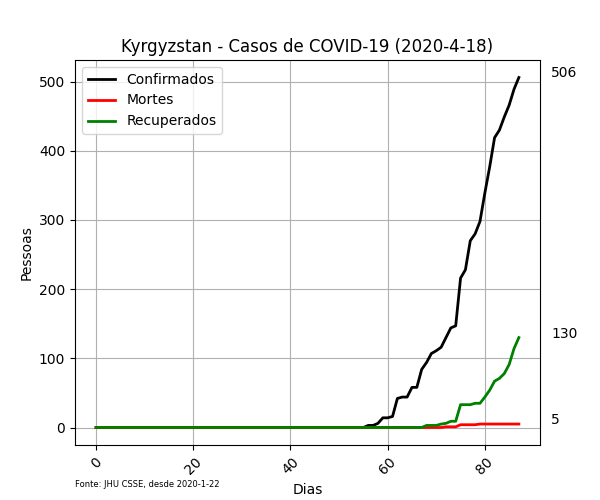 Kyrgyzstan - Casos de COVID-19 (2020-4-18)
Confirmados
Mortes
Recuperados
506
130
5
Pessoas
500
400
300
200
100
0
0
20
40
60
80
Dias
Fonte: JHU CSSE, desde 2020-1-22